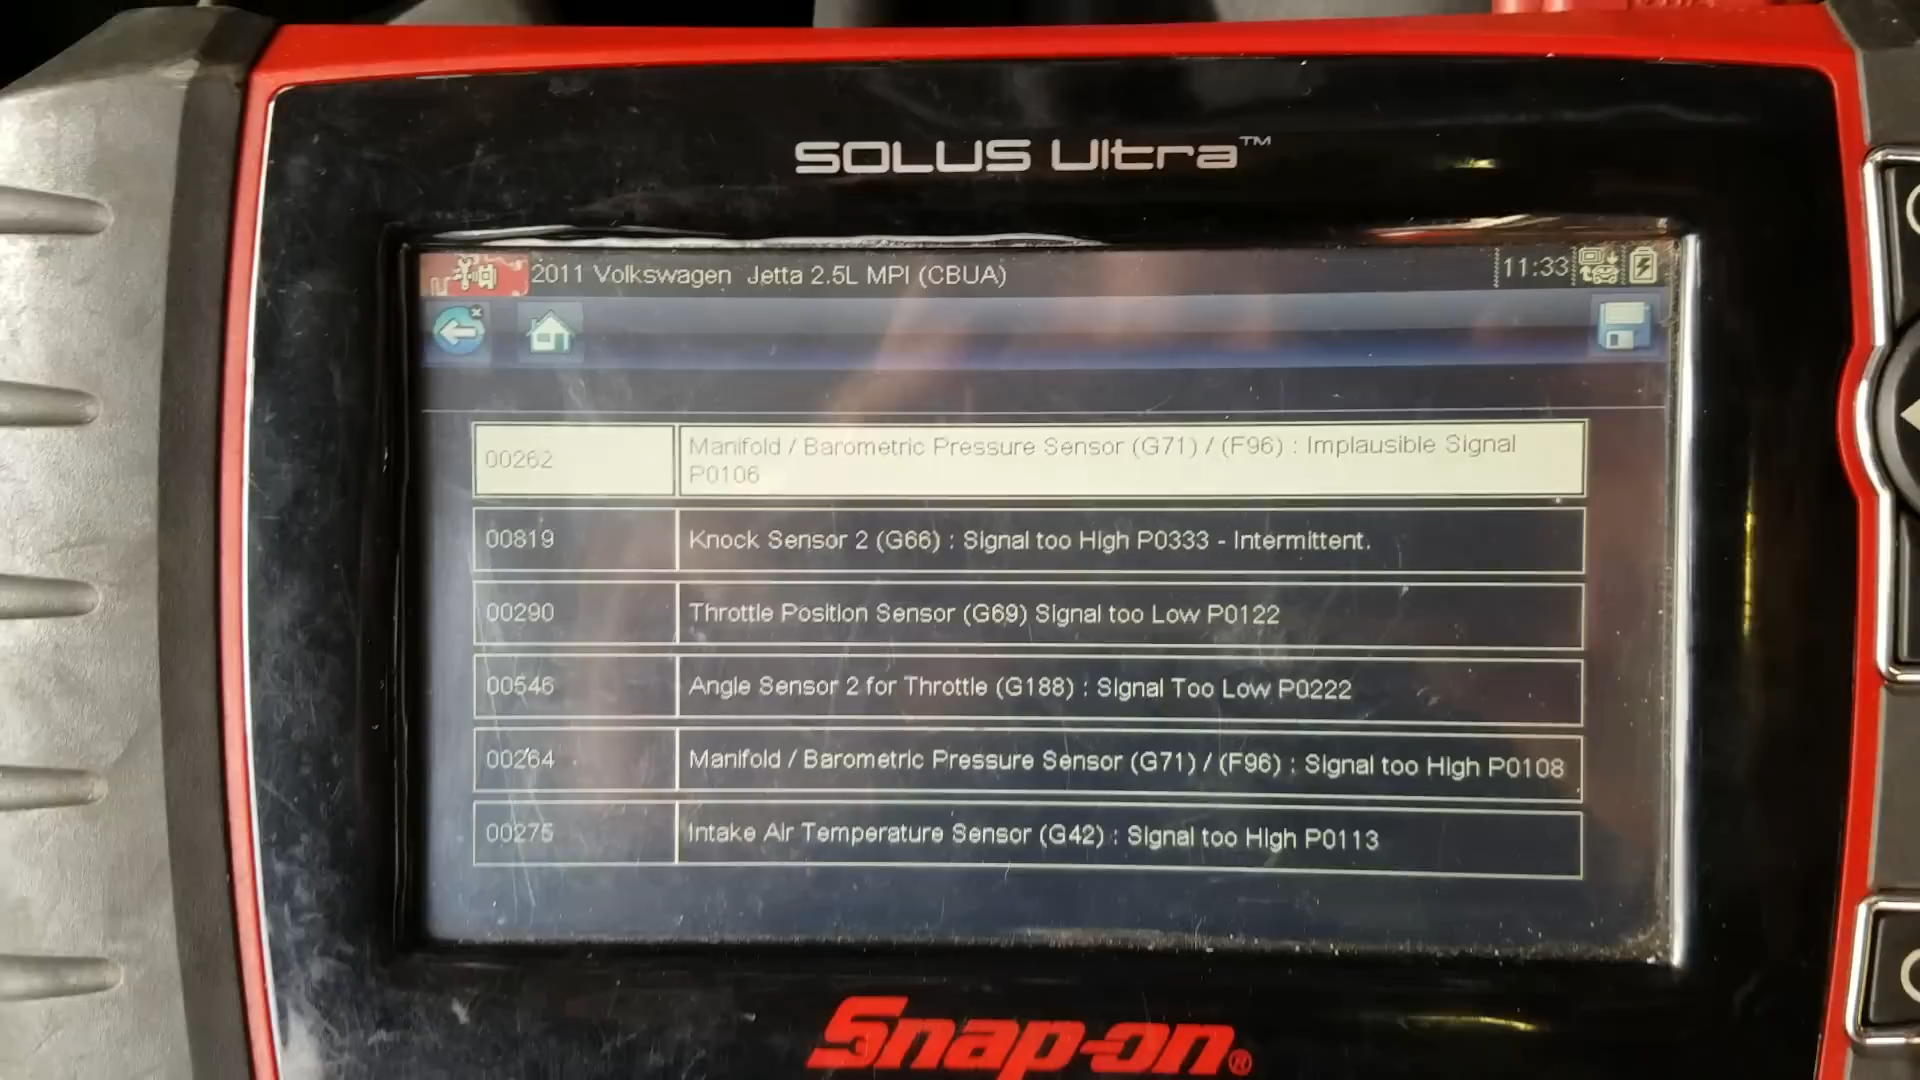 SOLUS Ultra™
2011 Volkswagen Jetta 2.5L MPI (CBUA)
11:33
00262
Manifold / Barometric Pressure Sensor (G71) / (F96) : Implausible Signal
P0106
00819
Knock Sensor 2 (G66) : Signal too High P0333 - Intermittent.
00290
Throttle Position Sensor (G69) Signal too Low P0122
00546
Angle Sensor 2 for Throttle (G188) : Signal Too Low P0222
00264
Manifold / Barometric Pressure Sensor (G71) / (F96) : Signal too High P0108
00275
Intake Air Temperature Sensor (G42) : Signal too High P0113
Snap-on®